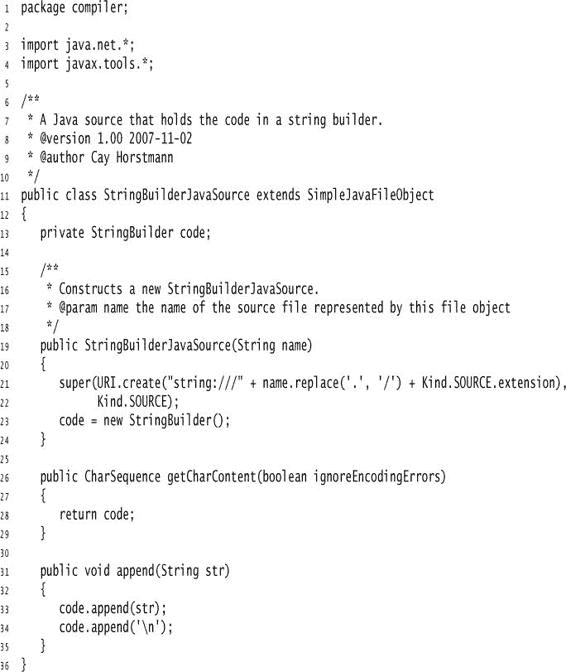 1 package compiler;
2
3 import java.net.*;
4 import javax.tools.*;
5
6 /**
7  * A Java source that holds the code in a string builder.
8  * @version 1.00 2007-11-02
9  * @author Cay Horstmann
10  */
11 public class StringBuilderJavaSource extends SimpleJavaFileObject
12 {
13    private StringBuilder code;
14
15    /**
16     * Constructs a new StringBuilderJavaSource.
17     * @param name the name of the source file represented by this file object
18     */
19    public StringBuilderJavaSource(String name)
20    {
21       super(URI.create("string:///" + name.replace('.', '/') + Kind.SOURCE.extension),
22             Kind.SOURCE);
23       code = new StringBuilder();
24    }
25
26    public CharSequence getCharContent(boolean ignoreEncodingErrors)
27    {
28       return code;
29    }
30
31    public void append(String str)
32    {
33       code.append(str);
34       code.append('\n');
35    }
36 }